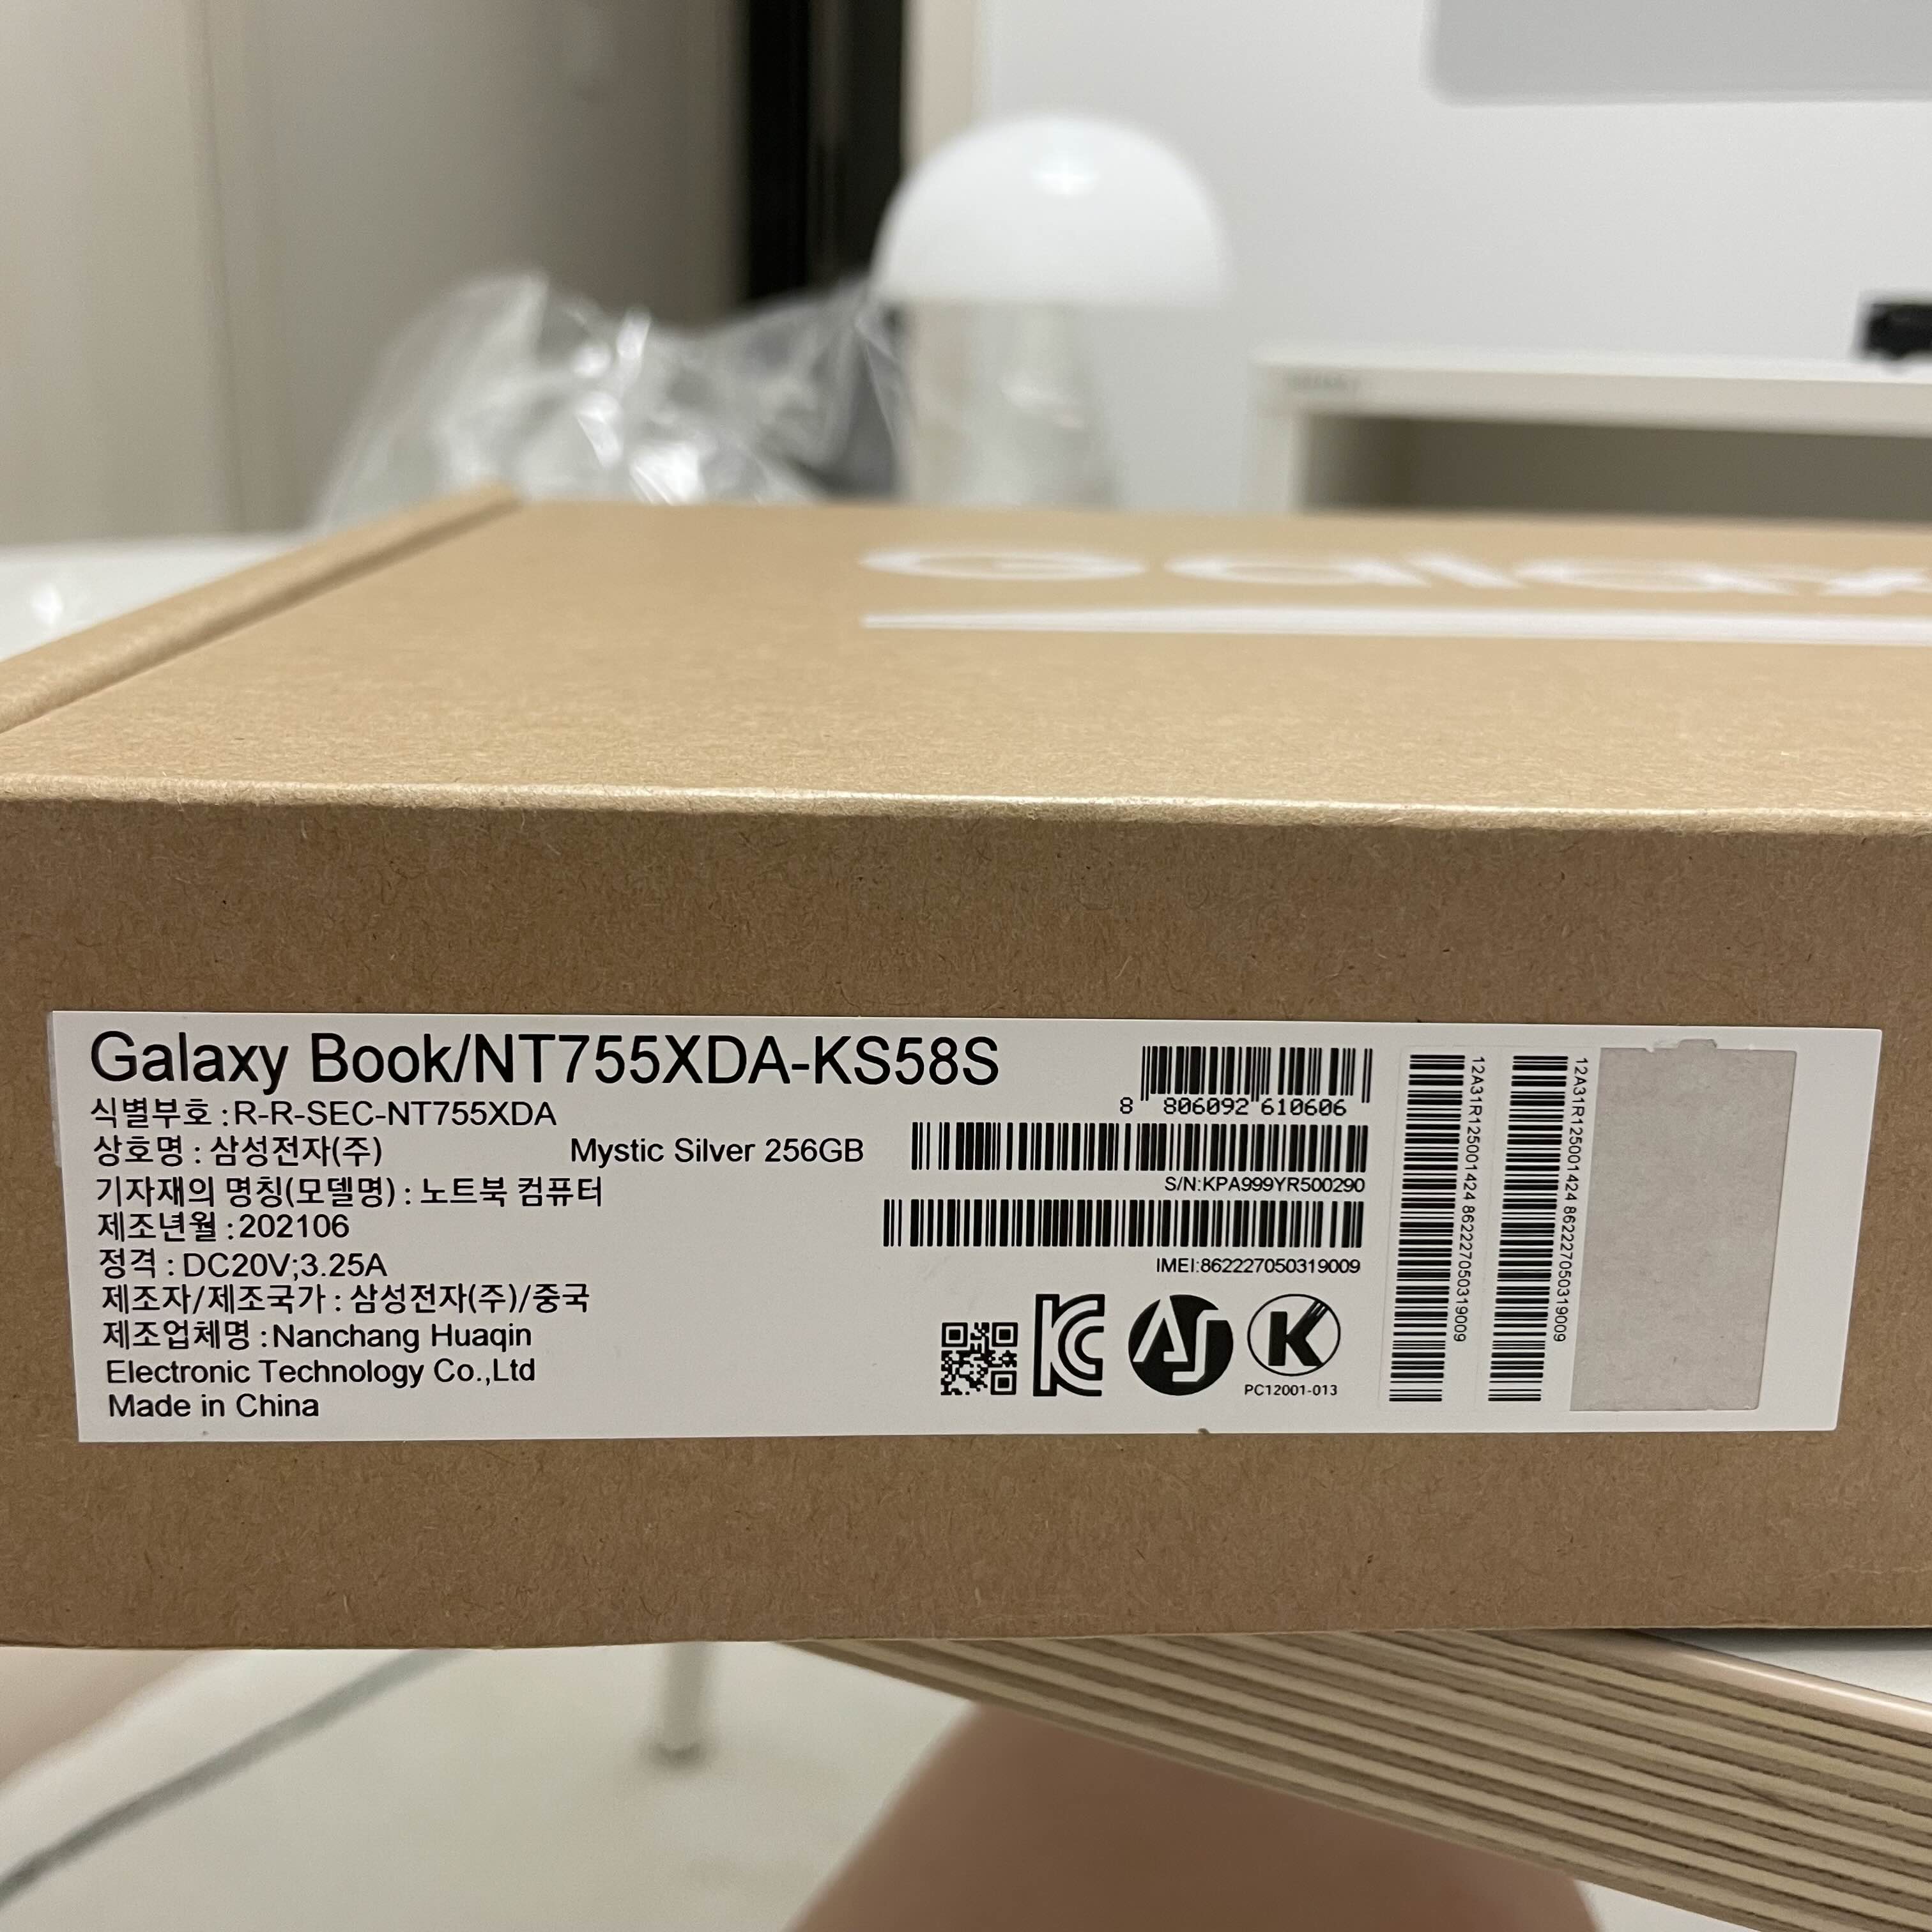 Galaxy Book/NT755XDA-KS58S
식별부호 : R-R-SEC-NT755XDA
상호명 : 삼성전자(주)
Mystic Silver 256GB
기자재의 명칭(모델명) : 노트북 컴퓨터
제조년월 : 202106
정격 : DC20V;3.25A
제조자/제조국가 : 삼성전자(주)/중국
제조업체명 : Nanchang Huaqin
Electronic Technology Co.,Ltd
Made in China
8 806092 610606
S/N:KPA999YR500290
IMEI:862227050319009
PC12001-013
12A31R125001424 862227050319009
12A31R125001424 862227050319009